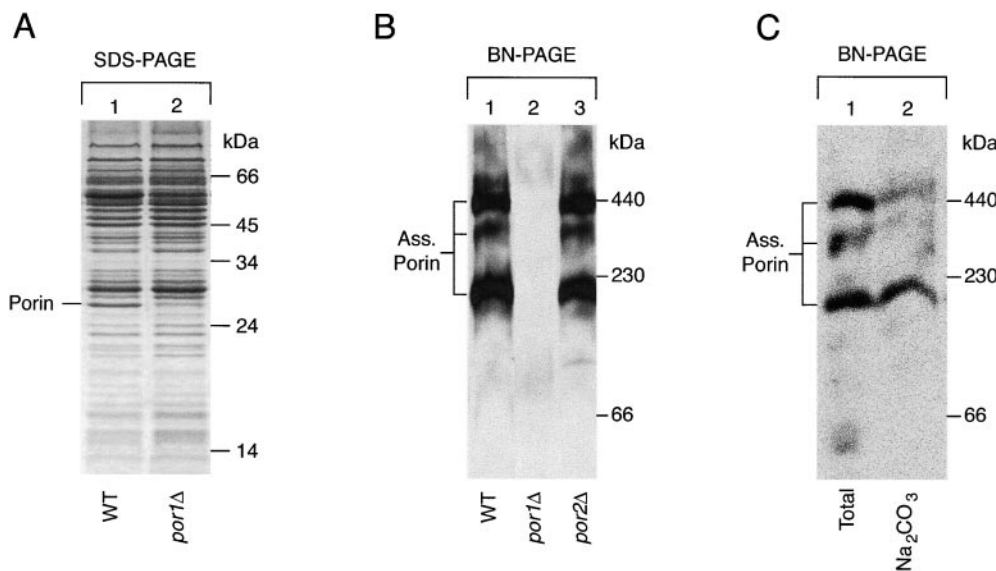 A
SDS-PAGE
1 2
kDa
66
45
34
Porin
24
14
WT
por1Δ
B
BN-PAGE
1 2 3
kDa
440
Ass.
Porin
230
66
WT
por1Δ
por2Δ
C
BN-PAGE
1 2
kDa
440
Ass.
Porin
230
66
Total
Na₂CO₃